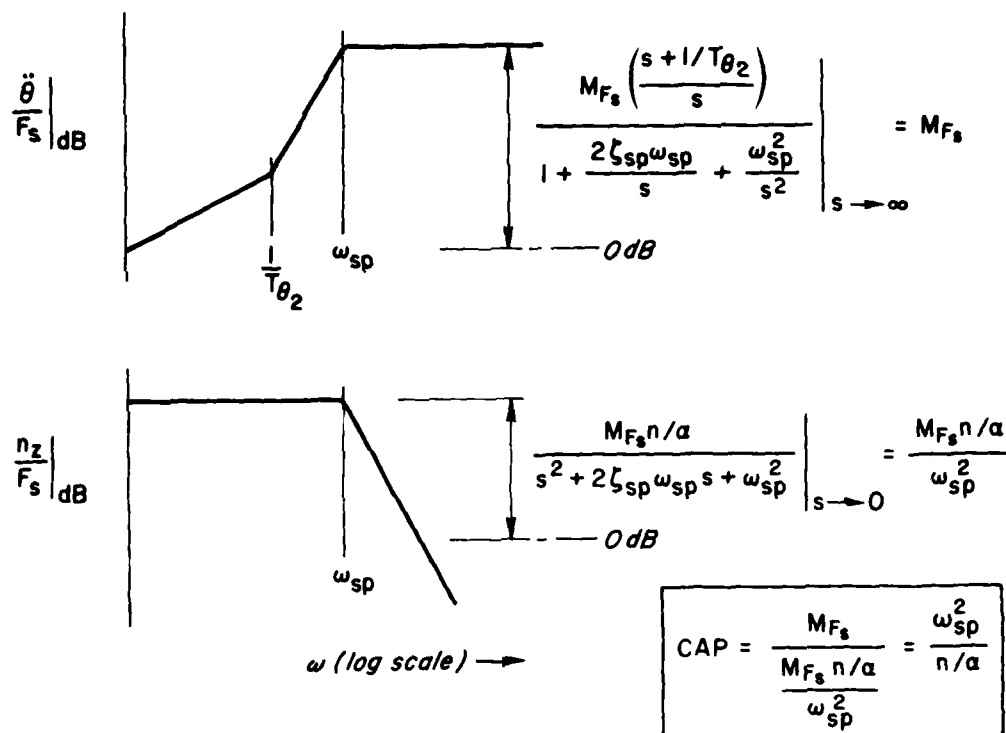 θ̈/F_s|dB
M_Fs ((s + 1/T_θ2)/s) / (1 + 2ζ_sp ω_sp/s + ω_sp²/s²) |s→∞ = M_Fs
0 dB
1/T_θ2
ω_sp
n_z/F_s|dB
M_Fs n/α / (s² + 2ζ_sp ω_sp s + ω_sp²) |s→0 = M_Fs n/α / ω_sp²
0 dB
ω_sp
ω (log scale) →
CAP = M_Fs / (M_Fs n/α / ω_sp²) = ω_sp² / n/α